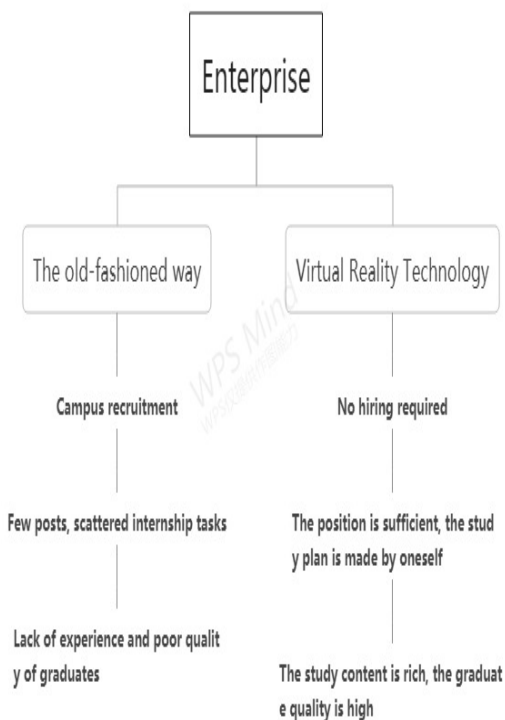 Enterprise
The old-fashioned way
Virtual Reality Technology
WPS Mind
Campus recruitment
No hiring required
Few posts, scattered internship tasks
The position is sufficient, the stud
y plan is made by oneself
Lack of experience and poor qualit
y of graduates
The study content is rich, the graduat
e quality is high